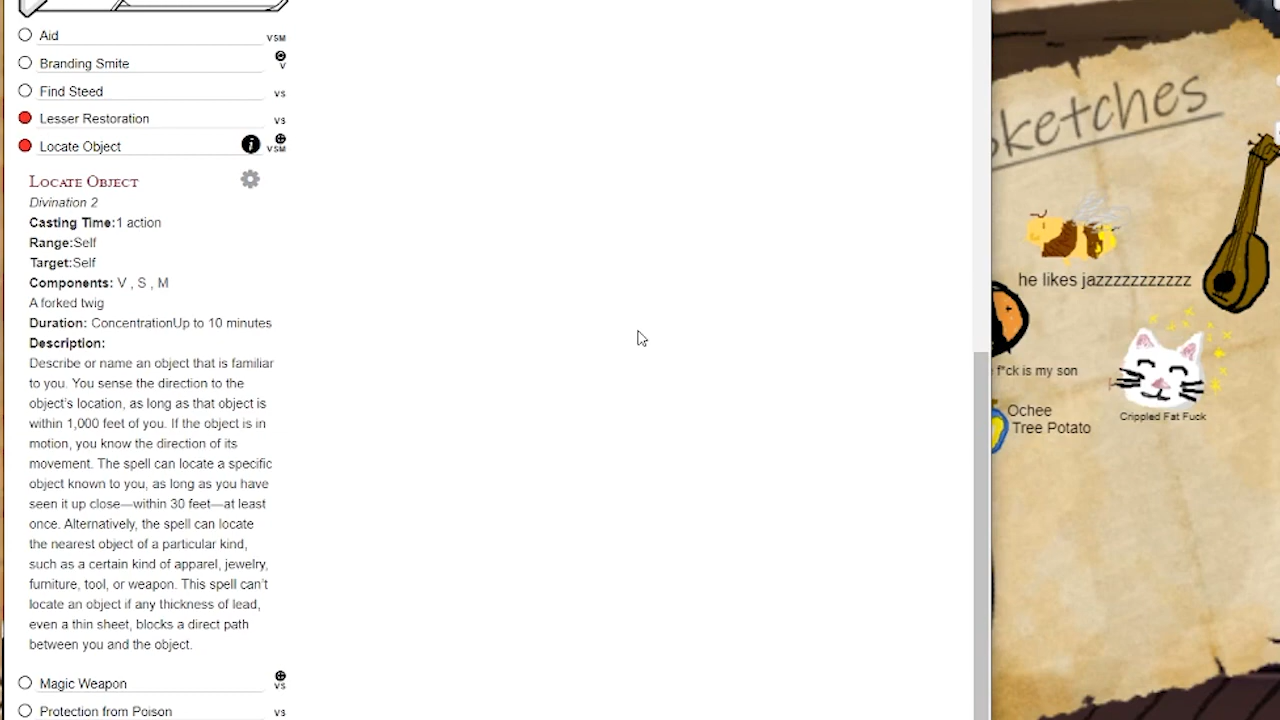 Aid
VSM
Branding Smite
V
Find Steed
VS
Lesser Restoration
VS
Locate Object
i
VSM
Locate Object
Divination 2
Casting Time:1 action
Range:Self
Target:Self
Components: V , S , M
A forked twig
Duration: ConcentrationUp to 10 minutes
Description:
Describe or name an object that is familiar
to you. You sense the direction to the
object's location, as long as that object is
within 1,000 feet of you. If the object is in
motion, you know the direction of its
movement. The spell can locate a specific
object known to you, as long as you have
seen it up close—within 30 feet—at least
once. Alternatively, the spell can locate
the nearest object of a particular kind,
such as a certain kind of apparel, jewelry,
furniture, tool, or weapon. This spell can't
locate an object if any thickness of lead,
even a thin sheet, blocks a direct path
between you and the object.
Magic Weapon
VS
Protection from Poison
VS
sketches
he likes jazzzzzzzzzzz
f*ck is my son
Ochee
Tree Potato
Crippled Fat Fuck